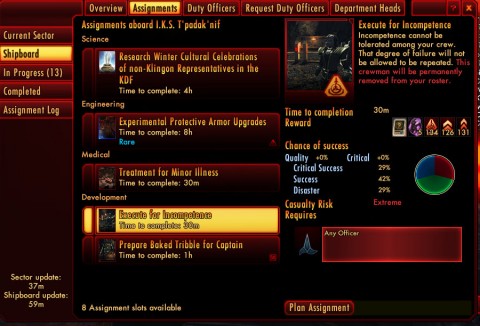 Overview
Assignments
Duty Officers
Request Duty Officers
Department Heads
?
x
Current Sector
Shipboard
In Progress (13)
Completed
Assignment Log
Sector update:
37m
Shipboard update:
59m
Assignments aboard I.K.S. I'padak'nif
Science
Research Winter Cultural Celebrations
of non-Klingon Representatives in the
KDF
Time to complete: 4h
Engineering
Experimental Protective Armor Upgrades
Time to complete: 8h
Rare
Medical
Treatment for Minor Illness
Time to complete: 30m
Development
Execute for Incompetence
Time to complete: 30m
Prepare Baked Tribble for Captain
Time to complete: 1h
8 Assignment slots available
Execute for Incompetence
Incompetence cannot be
tolerated among your crew.
That degree of failure will
not be allowed to be repeated. This
crewman will be permanently
removed from your roster.
Time to completion 30m
Reward
134 126 131
Chance of success
Quality +0% Critical +0%
Critical Success 29%
Success 42%
Disaster 29%
Casualty Risk Extreme
Requires
Any Officer
Plan Assignment